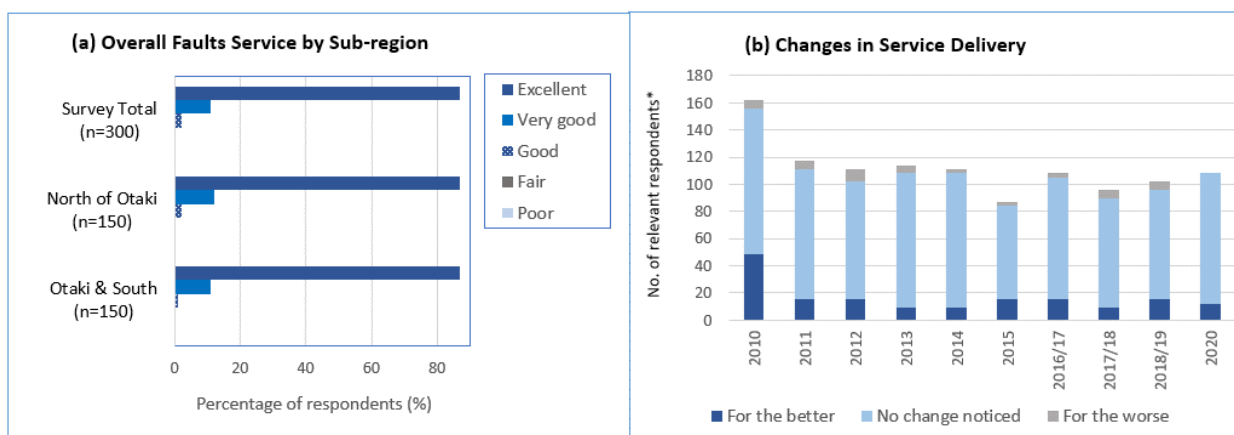 (a) Overall Faults Service by Sub-region
Survey Total
(n=300)
North of Otaki
(n=150)
Otaki & South
(n=150)
0 20 40 60 80
Percentage of respondents (%)
Excellent
Very good
Good
Fair
Poor
(b) Changes in Service Delivery
No. of relevant respondents*
180
160
140
120
100
80
60
40
20
0
2010 2011 2012 2013 2014 2015 2016/17 2017/18 2018/19 2020
For the better No change noticed For the worse